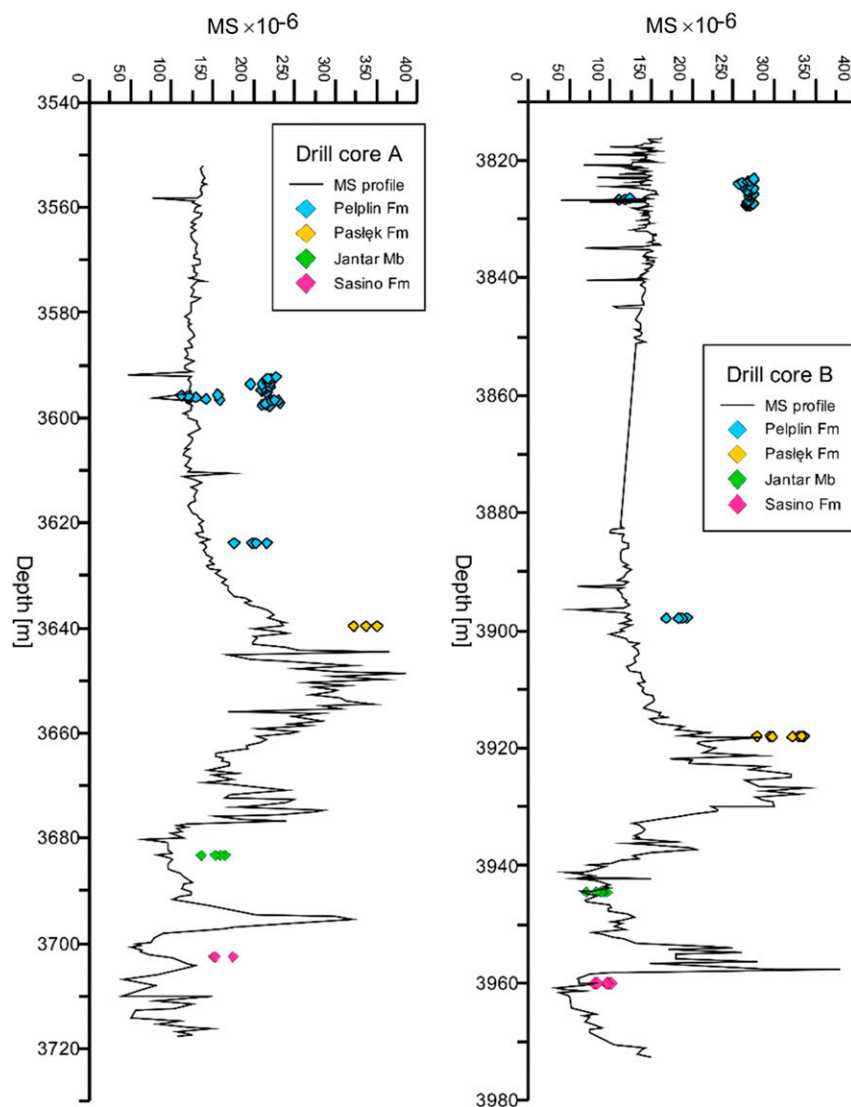 MS ×10⁻⁶
50
100
150
200
250
300
350
400
3540
3560
3580
3600
3620
3640
3660
3680
3700
3720
Depth [m]
Drill core A
MS profile
Pelplin Fm
Pasłęk Fm
Jantar Mb
Sasino Fm
MS ×10⁻⁶
0
50
100
150
200
250
300
350
3820
3840
3860
3880
3900
3920
3940
3960
3980
Depth [m]
Drill core B
MS profile
Pelplin Fm
Pasłęk Fm
Jantar Mb
Sasino Fm